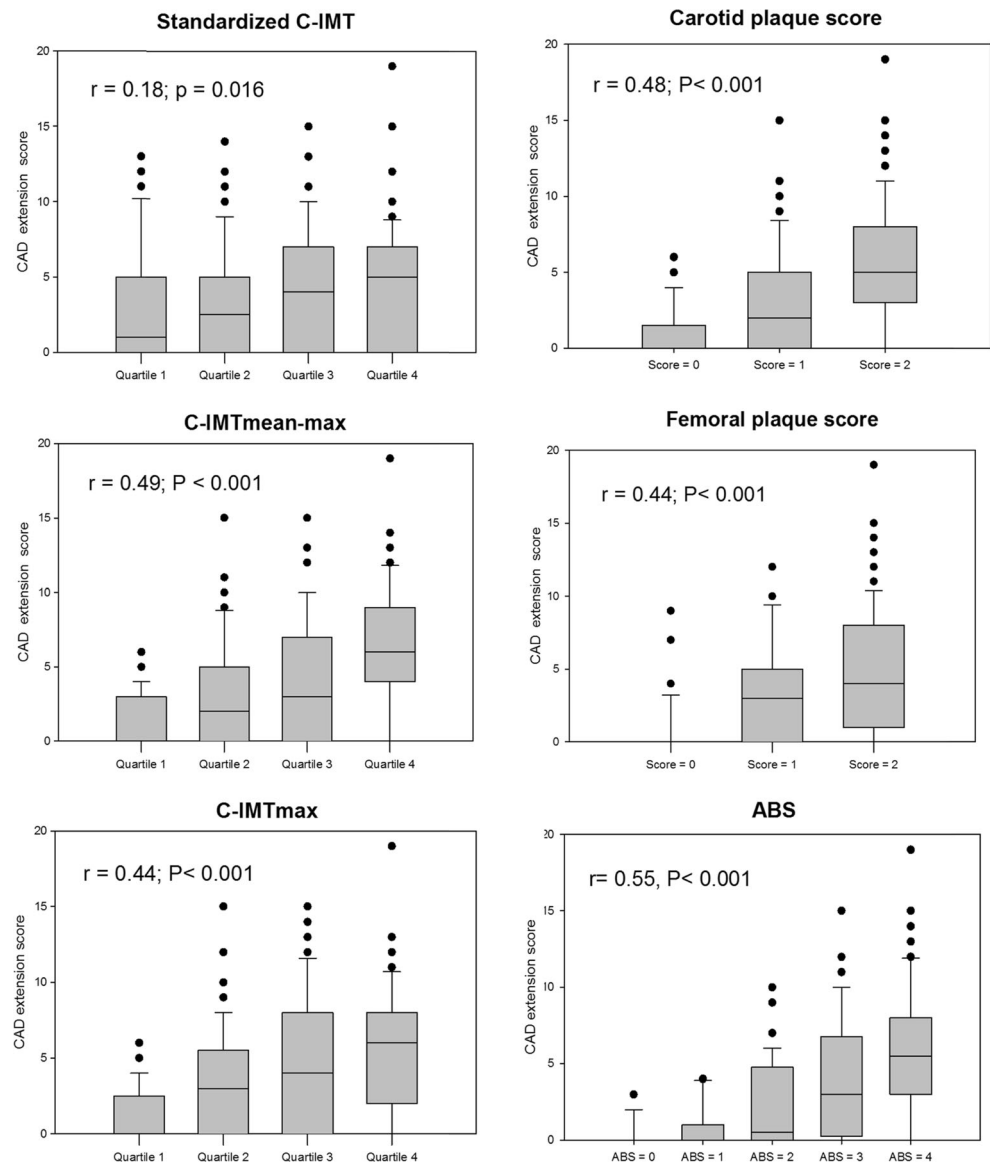 Standardized C-IMT
r = 0.18; p = 0.016
CAD extension score
20
15
10
5
0
Quartile 1 Quartile 2 Quartile 3 Quartile 4
Carotid plaque score
r = 0.48; P< 0.001
CAD extension score
20
15
10
5
0
Score = 0 Score = 1 Score = 2
C-IMTmean-max
r = 0.49; P < 0.001
CAD extension score
20
15
10
5
0
Quartile 1 Quartile 2 Quartile 3 Quartile 4
Femoral plaque score
r = 0.44; P< 0.001
CAD extension score
20
15
10
5
0
Score = 0 Score = 1 Score = 2
C-IMTmax
r = 0.44; P< 0.001
CAD extension score
20
15
10
5
0
Quartile 1 Quartile 2 Quartile 3 Quartile 4
ABS
r= 0.55, P< 0.001
CAD extension score
20
15
10
5
0
ABS = 0 ABS = 1 ABS = 2 ABS = 3 ABS = 4